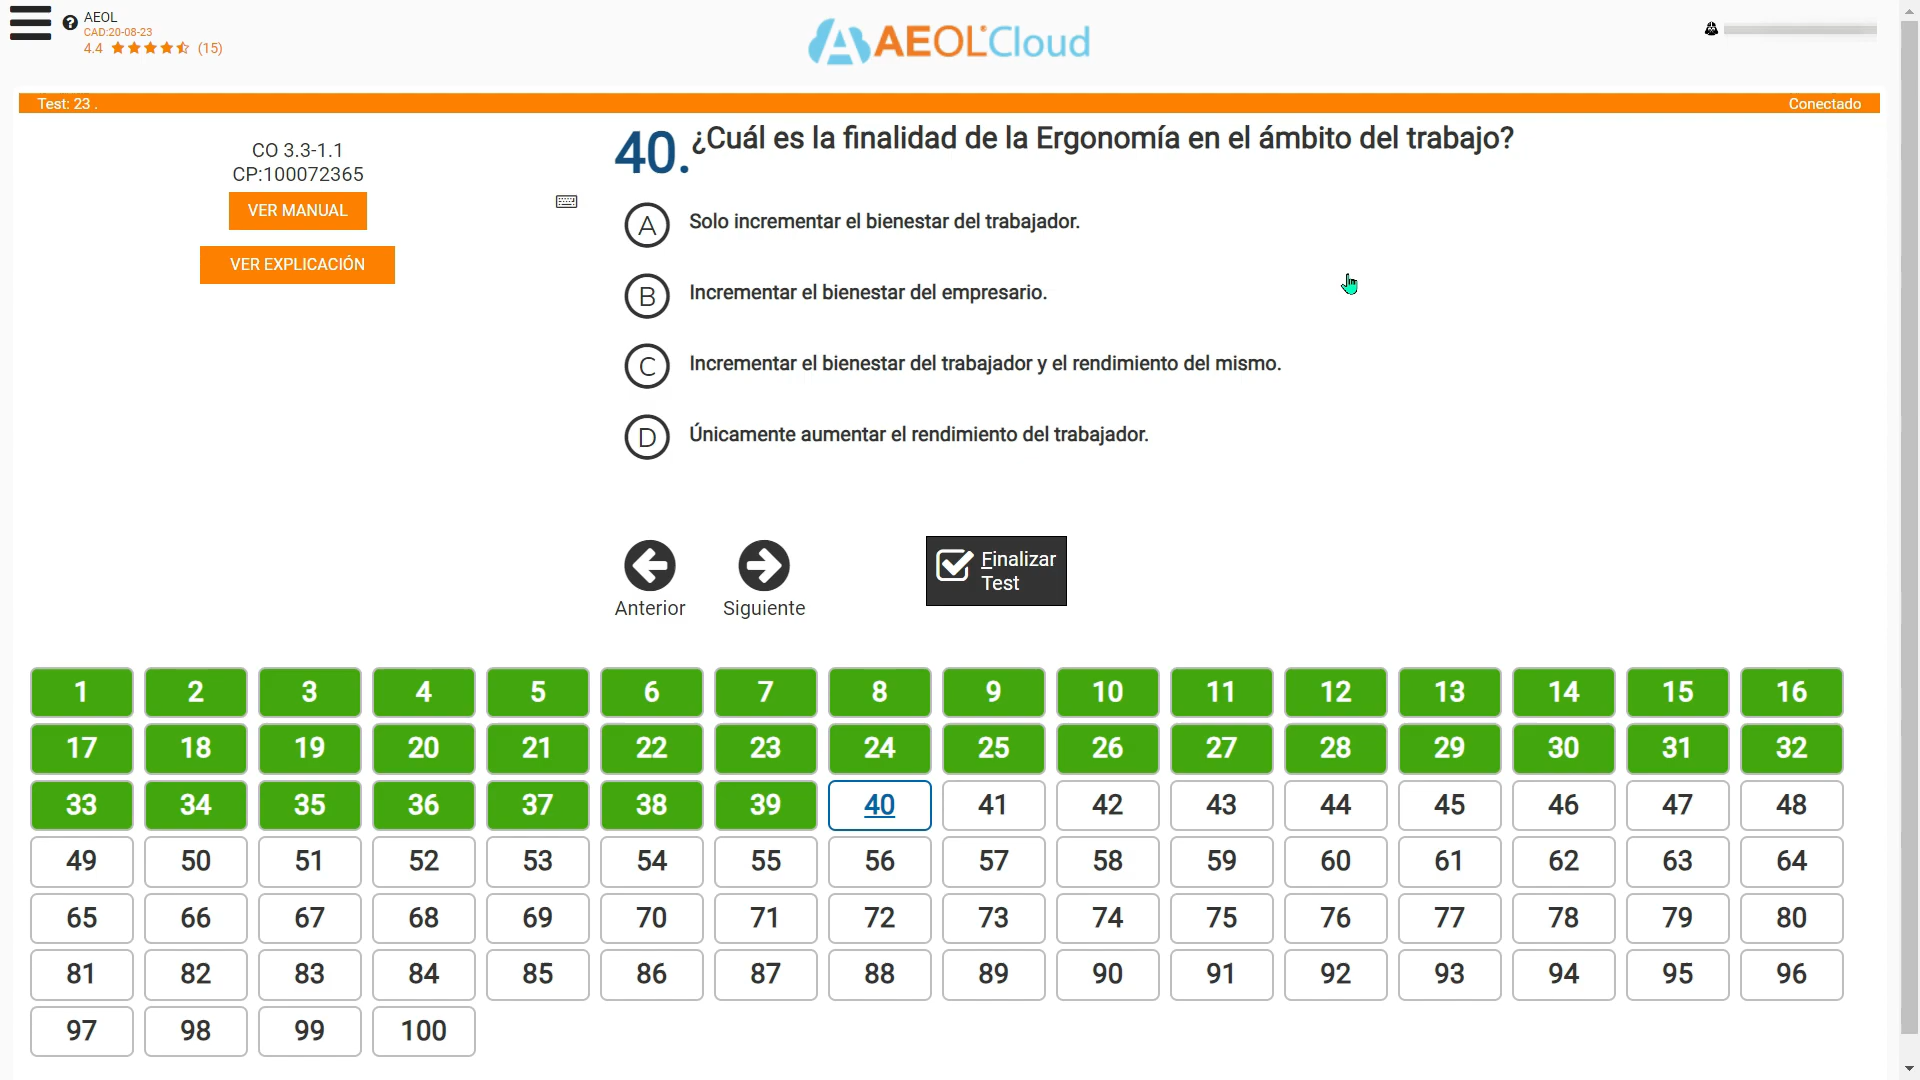 AEOL
CAD:20-08-23
4.4 (15)
AEOL Cloud
Test: 23 .
Conectado
CO 3.3-1.1
CP:100072365
VER MANUAL
VER EXPLICACIÓN
40. ¿Cuál es la finalidad de la Ergonomía en el ámbito del trabajo?
A Solo incrementar el bienestar del trabajador.
B Incrementar el bienestar del empresario.
C Incrementar el bienestar del trabajador y el rendimiento del mismo.
D Únicamente aumentar el rendimiento del trabajador.
Anterior
Siguiente
Finalizar
Test
1 2 3 4 5 6 7 8 9 10 11 12 13 14 15 16
17 18 19 20 21 22 23 24 25 26 27 28 29 30 31 32
33 34 35 36 37 38 39 40 41 42 43 44 45 46 47 48
49 50 51 52 53 54 55 56 57 58 59 60 61 62 63 64
65 66 67 68 69 70 71 72 73 74 75 76 77 78 79 80
81 82 83 84 85 86 87 88 89 90 91 92 93 94 95 96
97 98 99 100